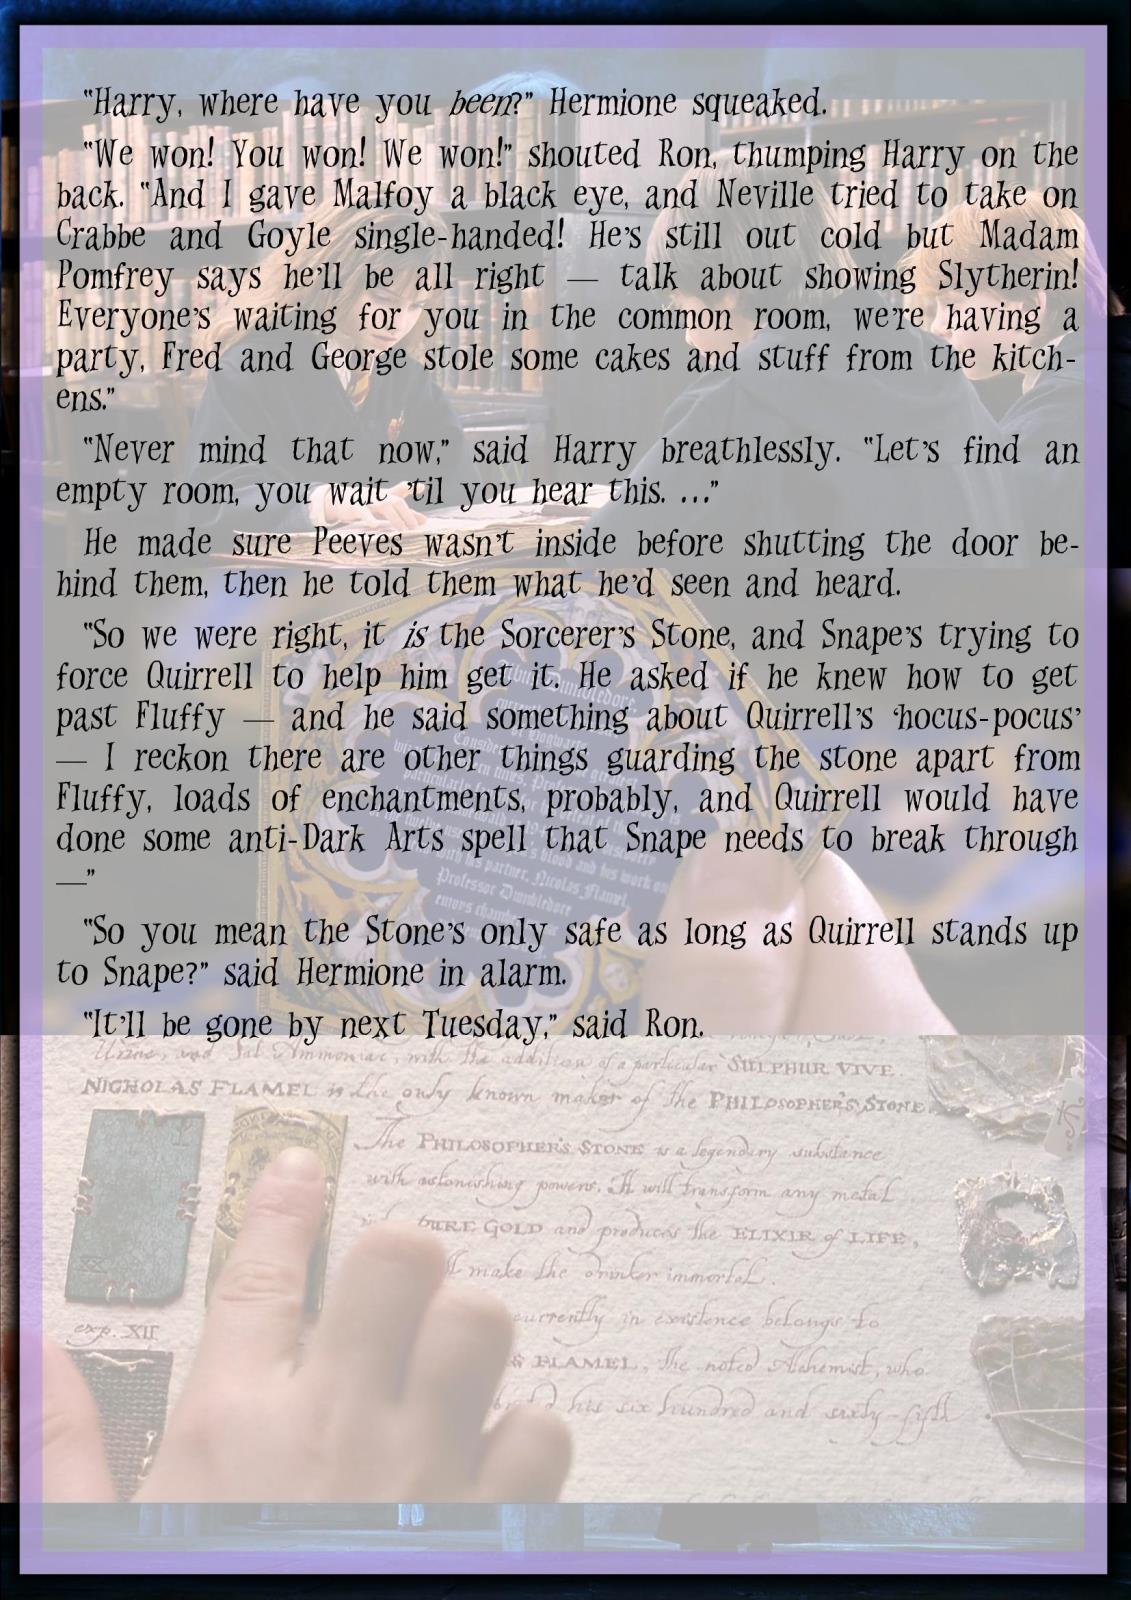 "Harry, where have you been?" Hermione squeaked.
"We won! You won! We won!" shouted Ron, thumping Harry on the
back. "And I gave Malfoy a black eye, and Neville tried to take on
Crabbe and Goyle single-handed! He's still out cold but Madam
Pomfrey says he'll be all right — talk about showing Slytherin!
Everyone's waiting for you in the common room, we're having a
party, Fred and George stole some cakes and stuff from the kitch-
ens."
"Never mind that now," said Harry breathlessly. "Let's find an
empty room, you wait 'til you hear this. ..."
He made sure Peeves wasn't inside before shutting the door be-
hind them, then he told them what he'd seen and heard.
"So we were right, it is the Sorcerer's Stone, and Snape's trying to
force Quirrell to help him get it. He asked if he knew how to get
past Fluffy — and he said something about Quirrell's 'hocus-pocus'
— I reckon there are other things guarding the stone apart from
Fluffy, loads of enchantments, probably, and Quirrell would have
done some anti-Dark Arts spell that Snape needs to break through
—"
"So you mean the Stone's only safe as long as Quirrell stands up
to Snape?" said Hermione in alarm.
"It'll be gone by next Tuesday," said Ron.
with the addition of a particular SULPHUR VIVE.
NICHOLAS FLAMEL is the only known maker of the PHILOSOPHER'S STONE.
The PHILOSOPHER'S STONE is a legendary substance
with astonishing powers. It will transform any metal
PURE GOLD and produces the ELIXIR of LIFE,
make the drinker immortal.
currently in existence belongs to
exp. XII
FLAMEL, the noted Alchemist, who
his six hundred and sixty-fifth